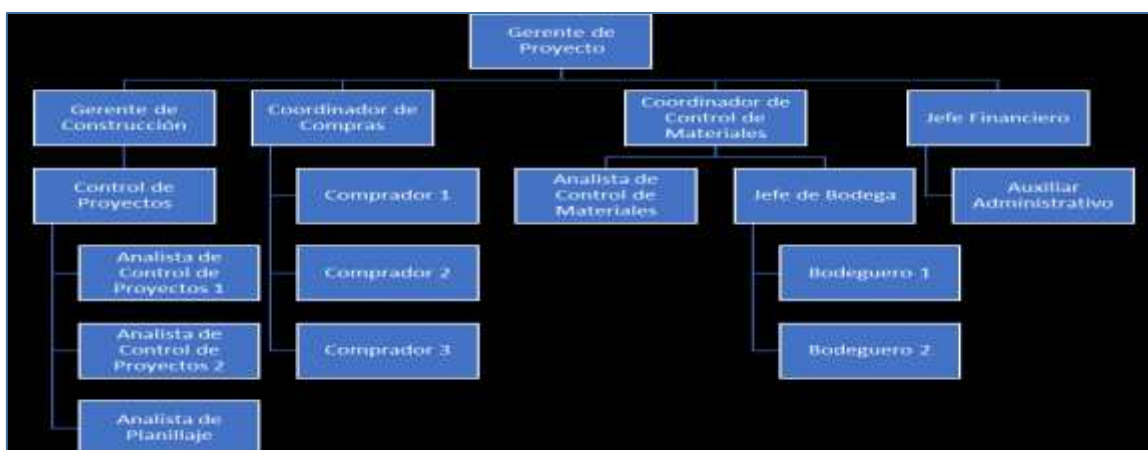 Gerente de
Proyecto
Gerente de
Construcción
Coordinador de
Compras
Coordinador de
Control de
Materiales
Jefe Financiero
Control de
Proyectos
Comprador 1
Analista de
Control de
Materiales
Jefe de Bodega
Auxiliar
Administrativo
Analista de
Control de
Proyectos 1
Comprador 2
Bodeguero 1
Analista de
Control de
Proyectos 2
Comprador 3
Bodeguero 2
Analista de
Planillaje